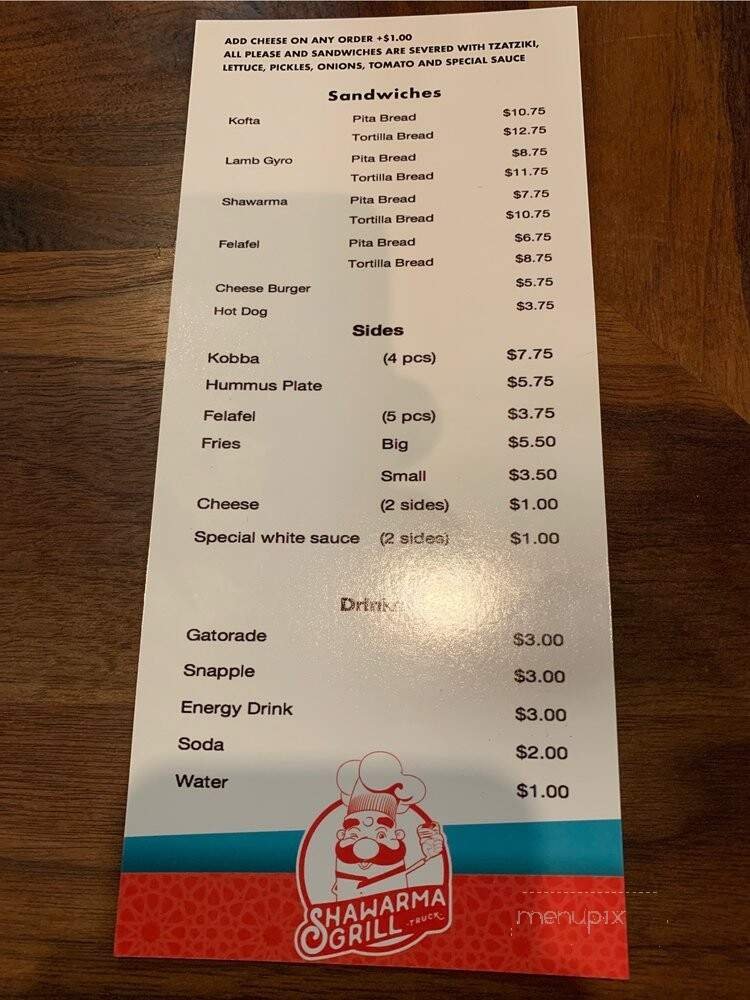 ADD CHEESE ON ANY ORDER +$1.00
ALL PLEASE AND SANDWICHES ARE SEVERED WITH TZATZIKI,
LETTUCE, PICKLES, ONIONS, TOMATO AND SPECIAL SAUCE
Sandwiches
Kofta Pita Bread $10.75
Tortilla Bread $12.75
Lamb Gyro Pita Bread $8.75
Tortilla Bread $11.75
Shawarma Pita Bread $7.75
Tortilla Bread $10.75
Felafel Pita Bread $6.75
Tortilla Bread $8.75
Cheese Burger $5.75
Hot Dog $3.75
Sides
Kobba (4 pcs) $7.75
Hummus Plate $5.75
Felafel (5 pcs) $3.75
Fries Big $5.50
Small $3.50
Cheese (2 sides) $1.00
Special white sauce (2 sides) $1.00
Drinks
Gatorade $3.00
Snapple $3.00
Energy Drink $3.00
Soda $2.00
Water $1.00
SHAWARMA
GRILL TRUCK
menupix